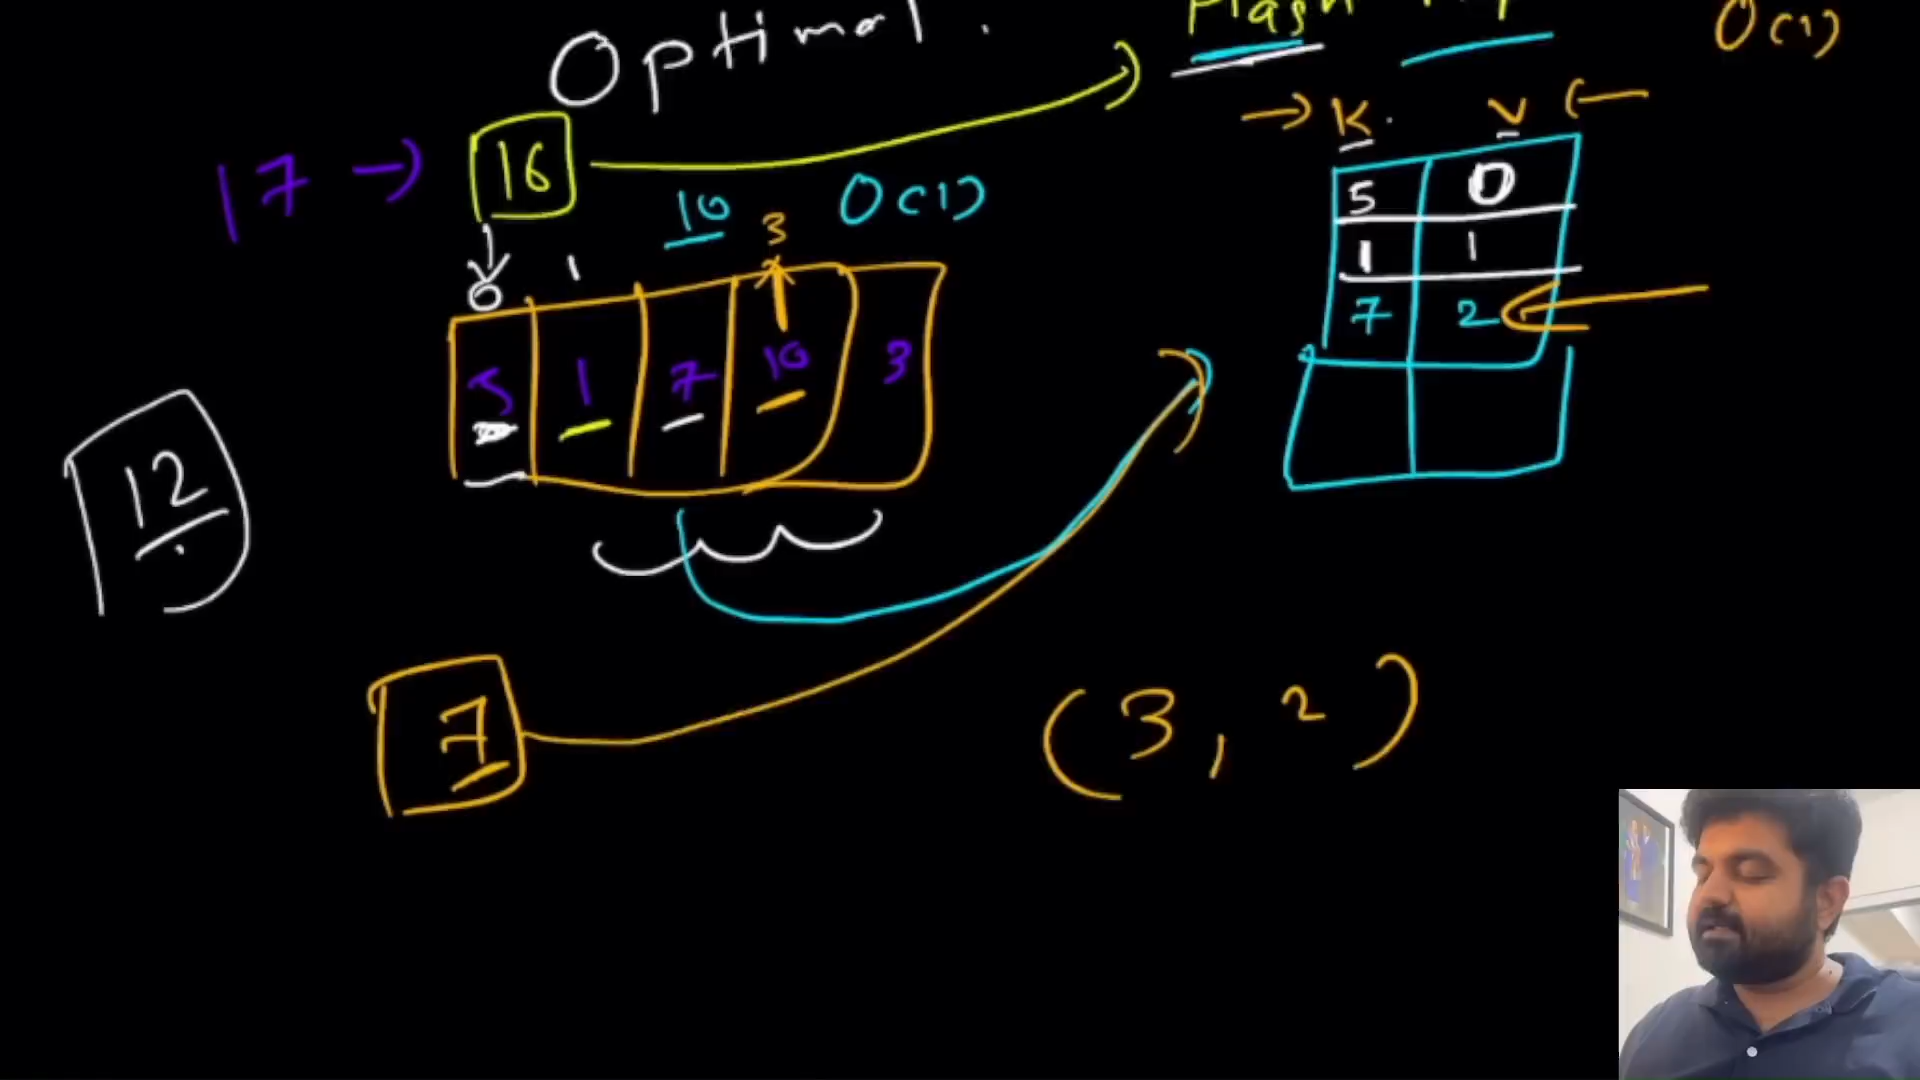 Optimal.
O(1)
→ K. V ←
17 → 16
10 O(1)
3
0 1
5 1 7 10 3
5 0
1 1
7 2
12
7
(3, 2)